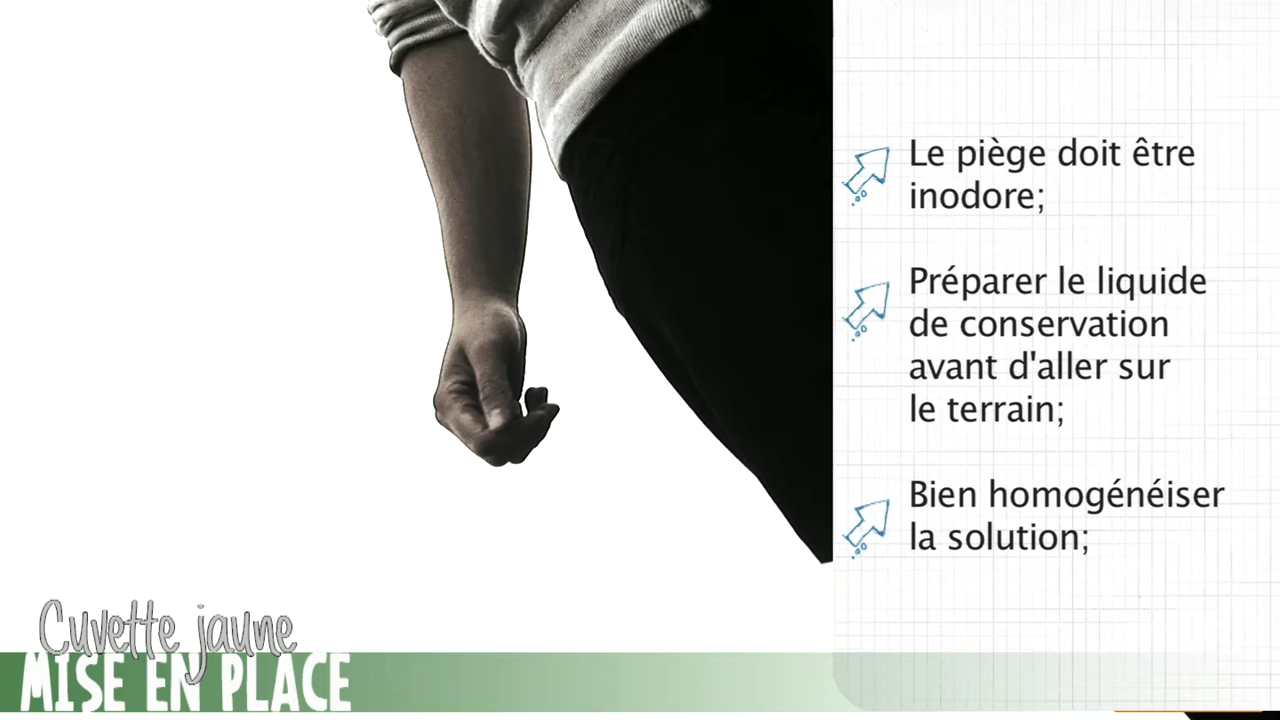 Le piège doit être
inodore;
Préparer le liquide
de conservation
avant d'aller sur
le terrain;
Bien homogénéiser
la solution;
Cuvette jaune
MISE EN PLACE